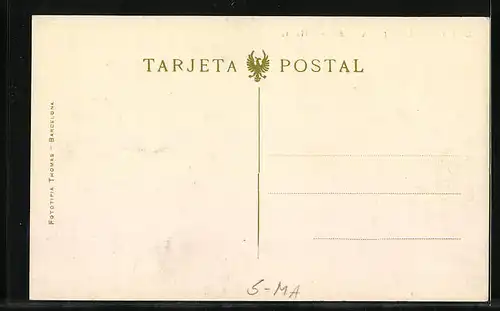 TARJETA POSTAL
FOTOTIPIA THOMAS - BARCELONA
5-MA